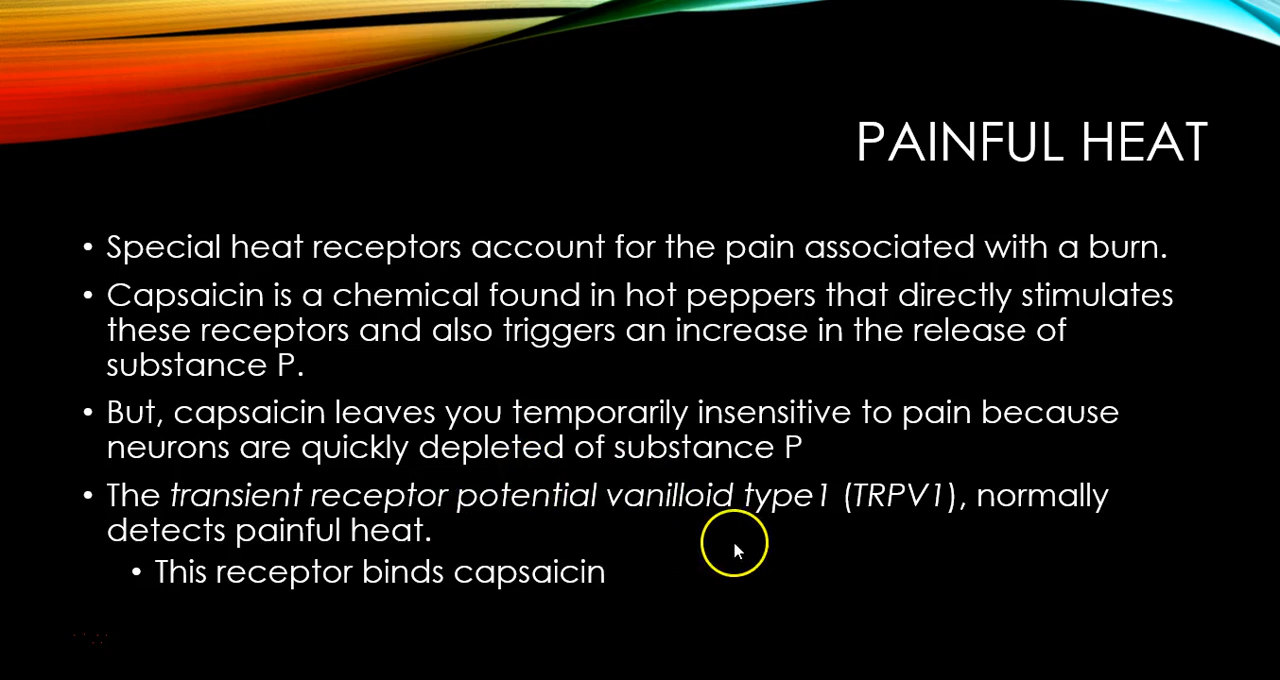 PAINFUL HEAT
• Special heat receptors account for the pain associated with a burn.
• Capsaicin is a chemical found in hot peppers that directly stimulates
these receptors and also triggers an increase in the release of
substance P.
• But, capsaicin leaves you temporarily insensitive to pain because
neurons are quickly depleted of substance P
• The transient receptor potential vanilloid type1 (TRPV1), normally
detects painful heat.
• This receptor binds capsaicin